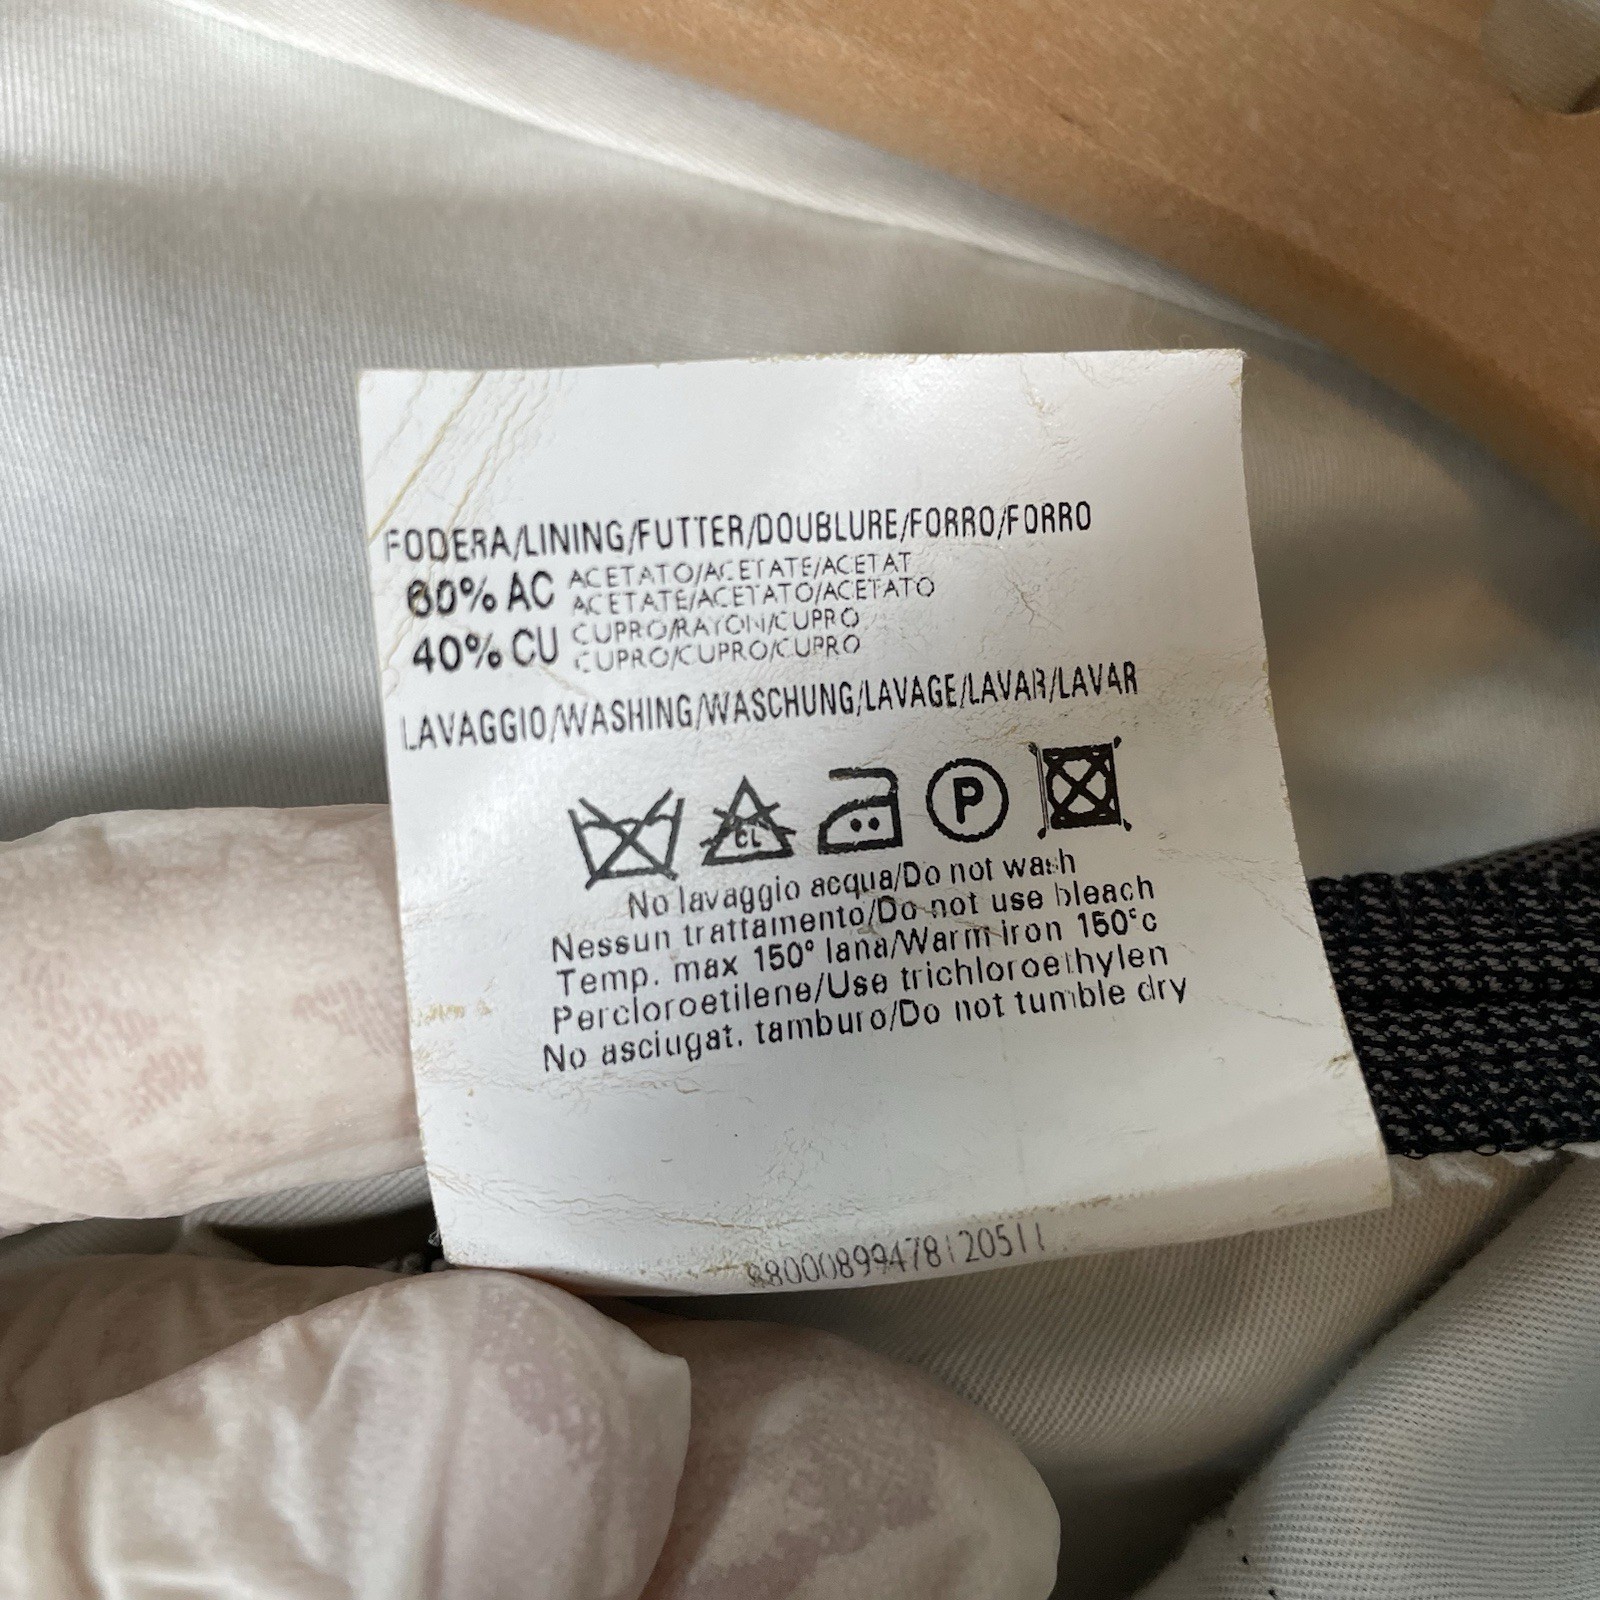 FODERA/LINING/FUTTER/DOUBLURE/FORRO/FORRO
60% AC ACETATO/ACETATE/ACETAT
ACETATE/ACETATO/ACETATO
40% CU CUPRO/RAYON/CUPRO
CUPRO/CUPRO/CUPRO
LAVAGGIO/WASHING/WASCHUNG/LAVAGE/LAVAR/LAVAR
CL P
No lavaggio acqua/Do not wash
Nessun trattamento/Do not use bleach
Temp. max 150° lana/Warm iron 150°c
Percloroetilene/Use trichloroethylen
No asciugat. tamburo/Do not tumble dry